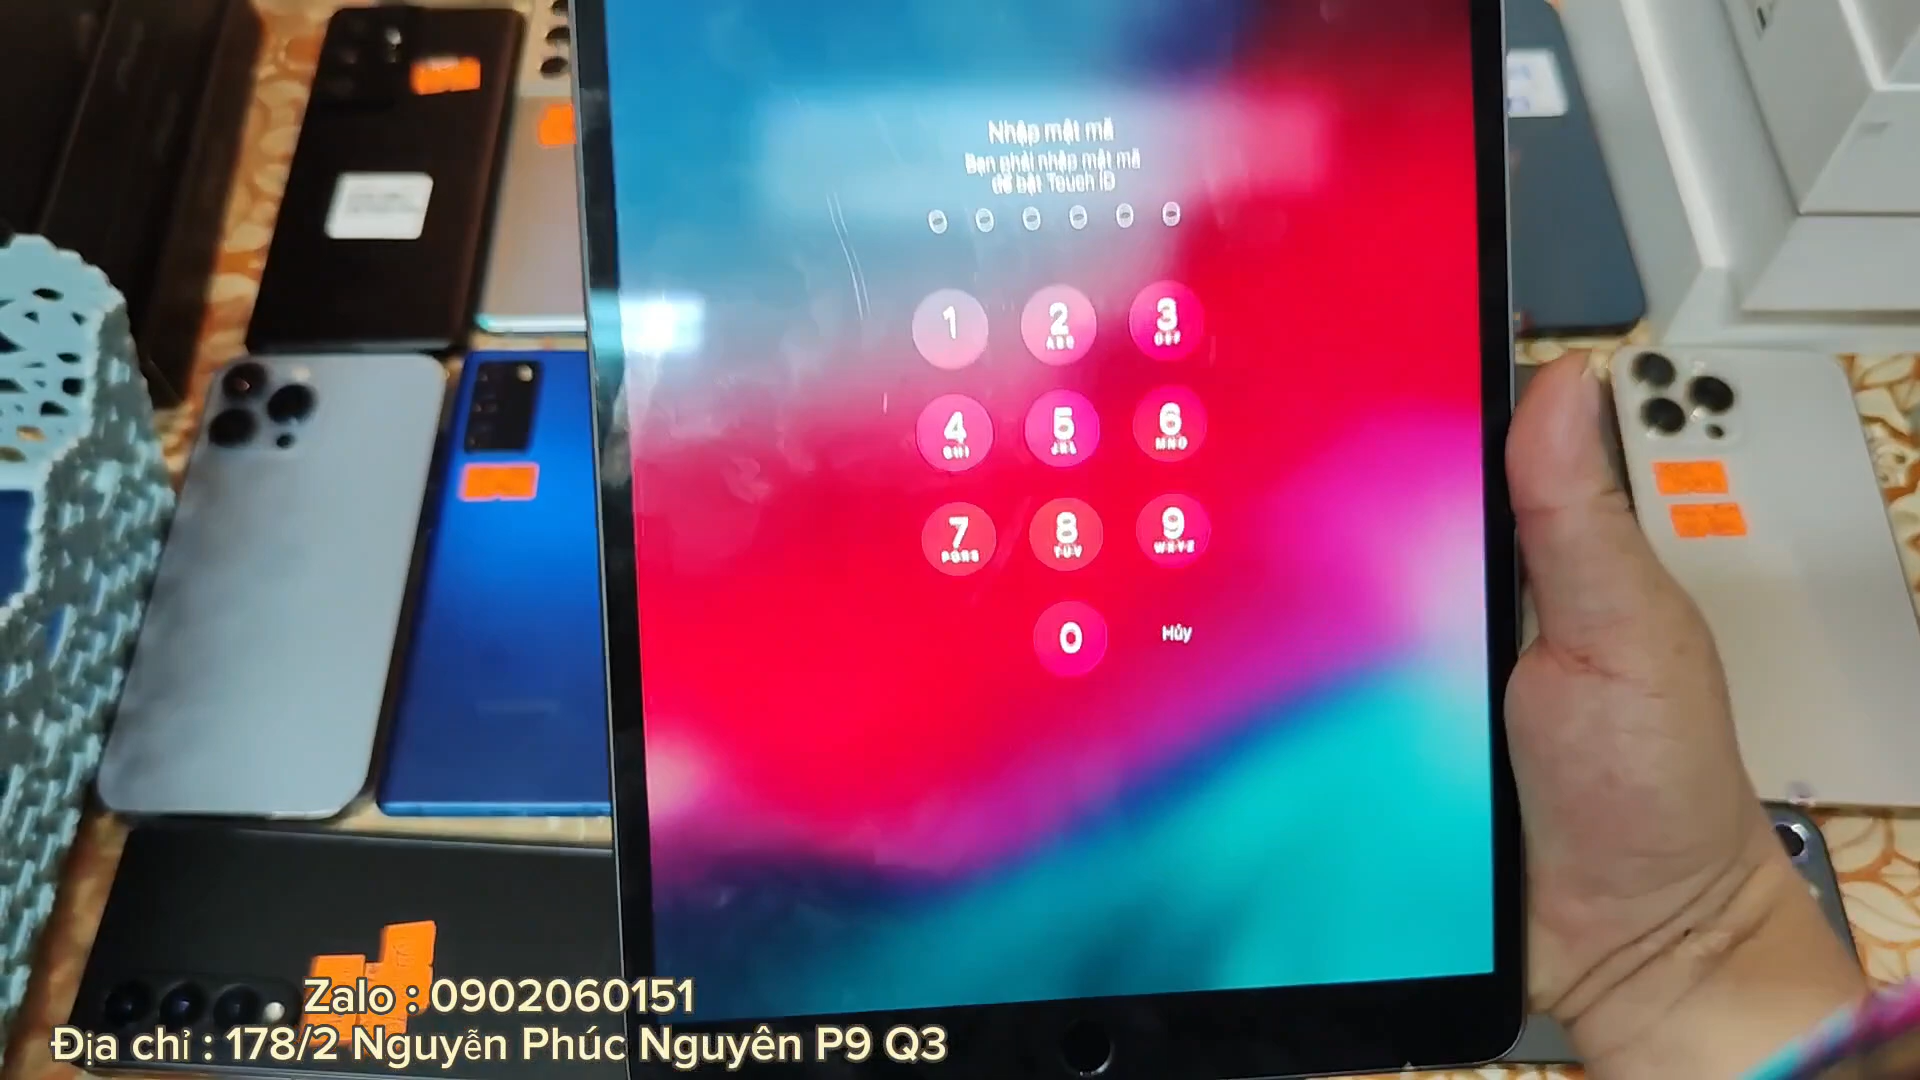 Nhập mật mã
Bạn phải nhập mật mã
để bật Touch ID
1
2
ABC
3
DEF
4
GHI
5
JKL
6
MNO
7
PQRS
8
TUV
9
WXYZ
0
Hủy
Zalo : 0902060151
Địa chỉ : 178/2 Nguyễn Phúc Nguyên P9 Q3